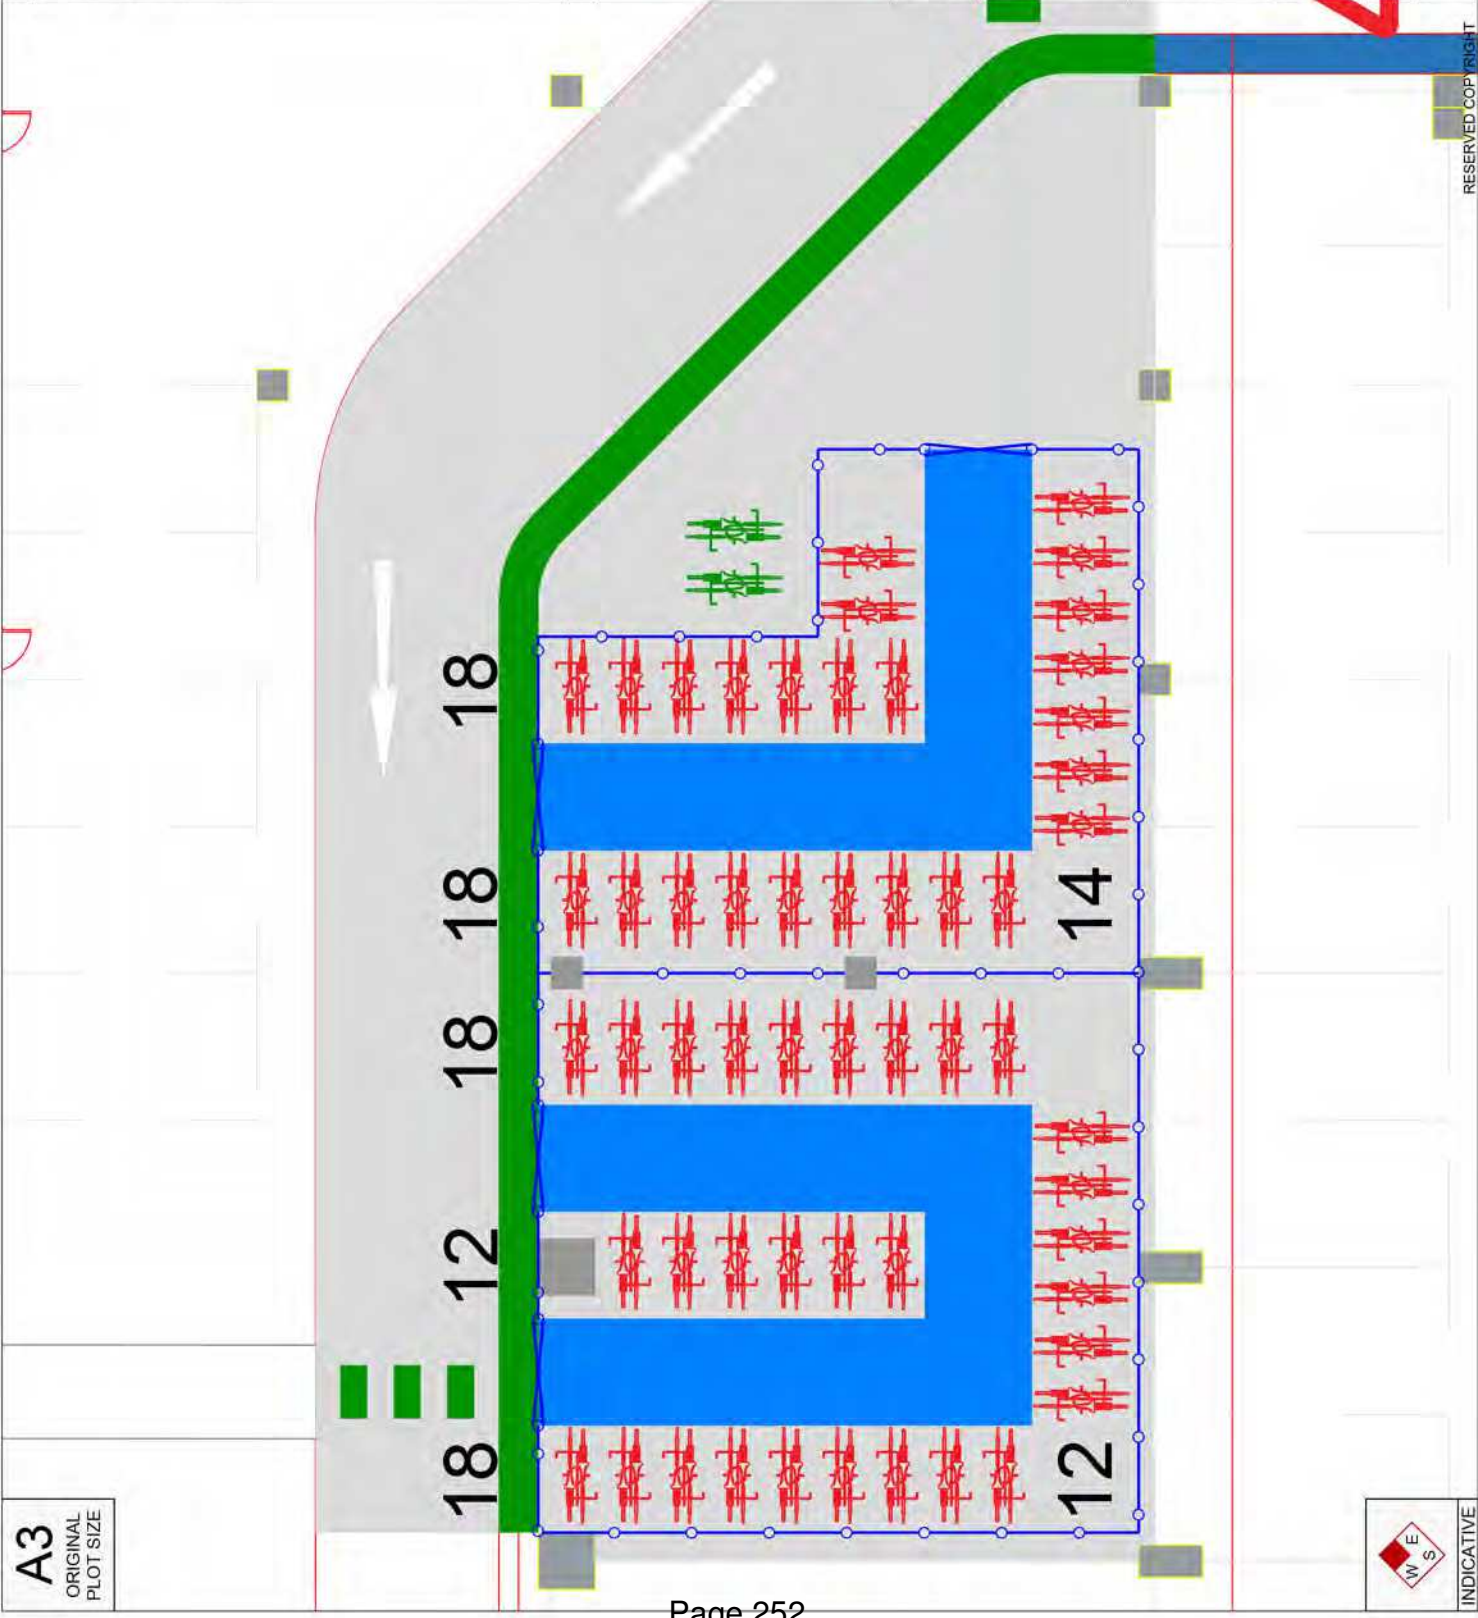 A3
ORIGINAL
PLOT SIZE
18
12
18
18
18
12
14
W
E
S
INDICATIVE
RESERVED COPYRIGHT
Page 252